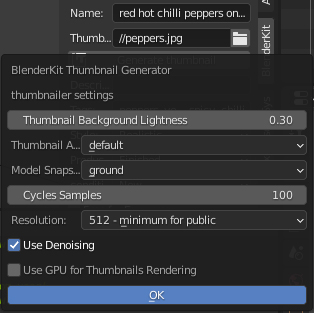 Name:
red hot chilli peppers on...
Thumb...
//peppers.jpg
Generate thumbnail
BlenderKit
BlenderKit Thumbnail Generator
thumbnailer settings
Thumbnail Background Lightness 0.30
Thumbnail A... default
Model Snaps... ground
Cycles Samples 100
Resolution: 512 - minimum for public
Use Denoising
Use GPU for Thumbnails Rendering
OK